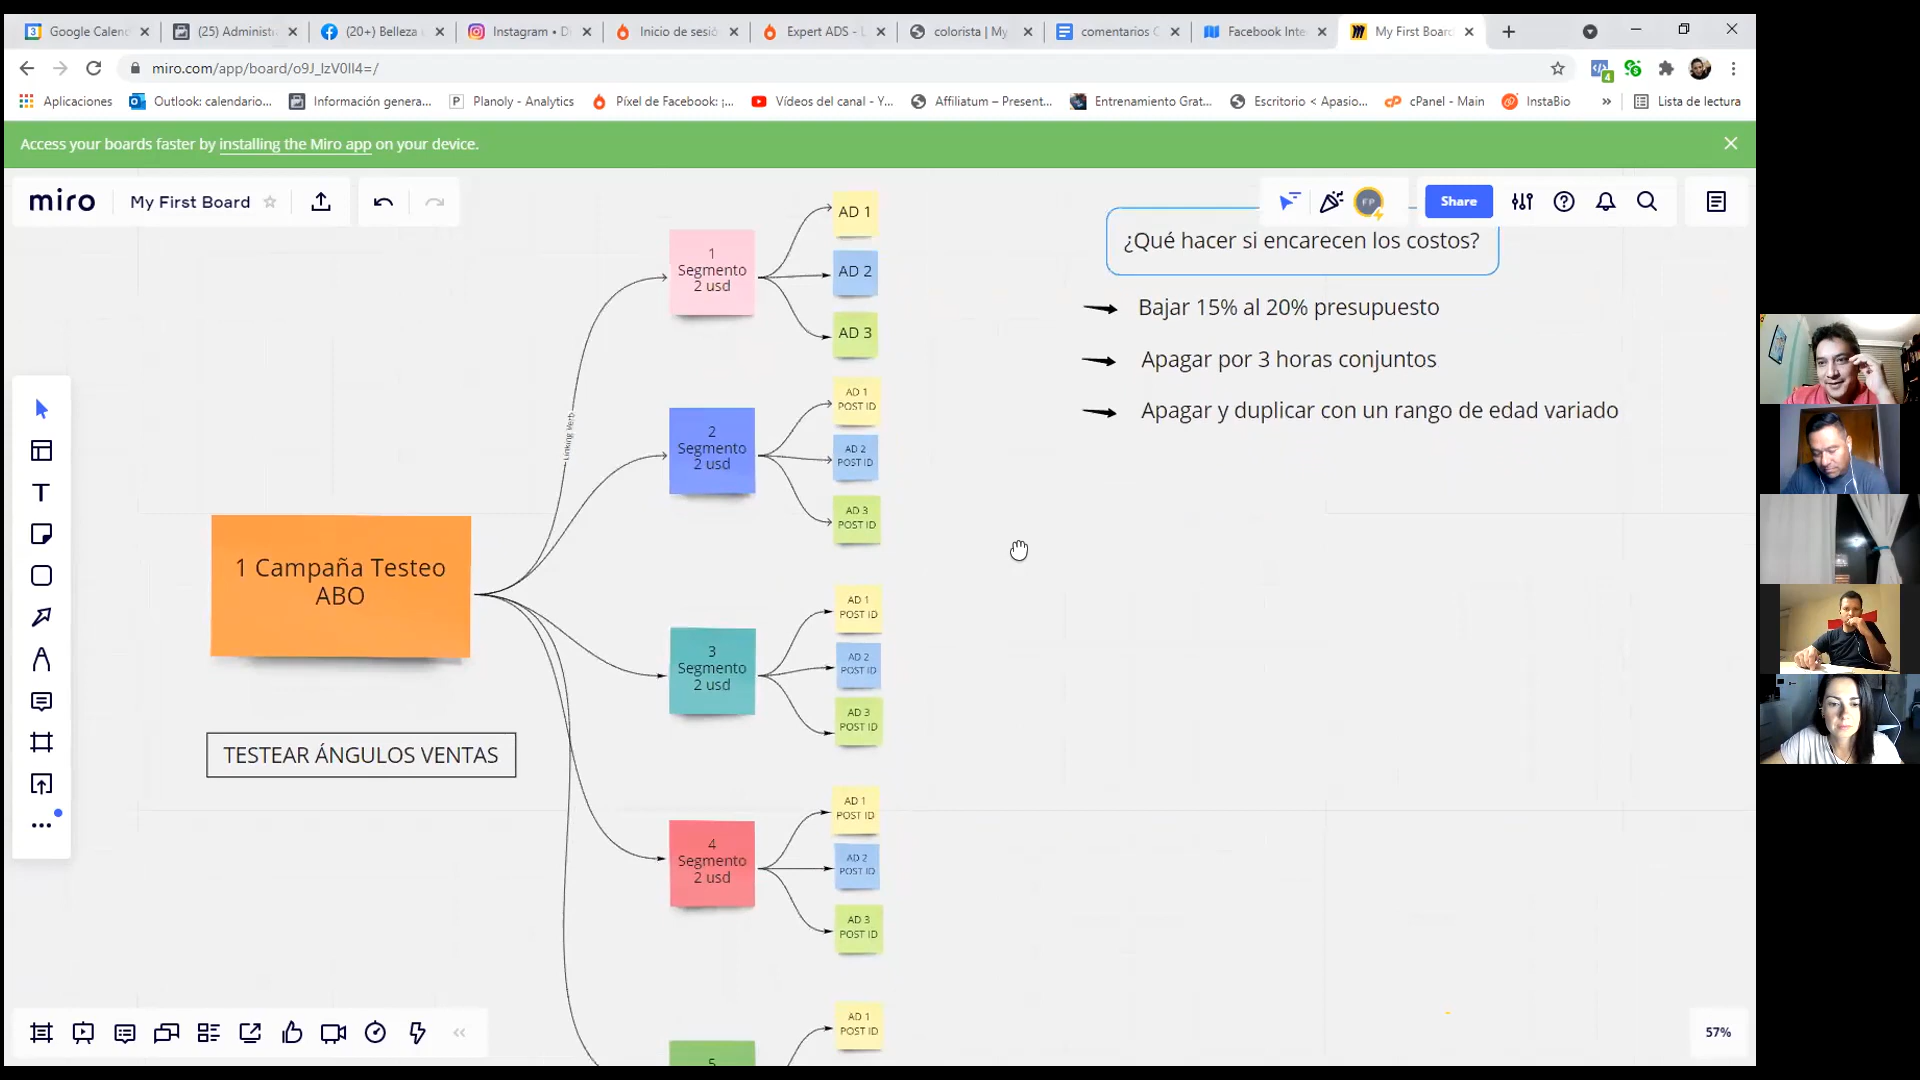 Google Calen
(25) Administ
(20+) Belleza
Instagram • D
Inicio de sesió
Expert ADS - L
colorista | My
comentarios C
Facebook Inte
My First Board
miro.com/app/board/o9J_lzV0lI4=/
Aplicaciones
Outlook: calendario...
Información genera...
Planoly - Analytics
Píxel de Facebook: ¡...
Vídeos del canal - Y...
Affiliatum – Present...
Entrenamiento Grat...
Escritorio < Apasio...
cPanel - Main
InstaBio
»
Lista de lectura
Access your boards faster by installing the Miro app on your device.
miro
My First Board
FP
Share
¿Qué hacer si encarecen los costos?
Bajar 15% al 20% presupuesto
Apagar por 3 horas conjuntos
Apagar y duplicar con un rango de edad variado
1 Campaña Testeo
ABO
TESTEAR ÁNGULOS VENTAS
Linking Verb
1
Segmento
2 usd
AD 1
AD 2
AD 3
2
Segmento
2 usd
AD 1
POST ID
AD 2
POST ID
AD 3
POST ID
3
Segmento
2 usd
AD 1
POST ID
AD 2
POST ID
AD 3
POST ID
4
Segmento
2 usd
AD 1
POST ID
AD 2
POST ID
AD 3
POST ID
5
AD 1
POST ID
57%